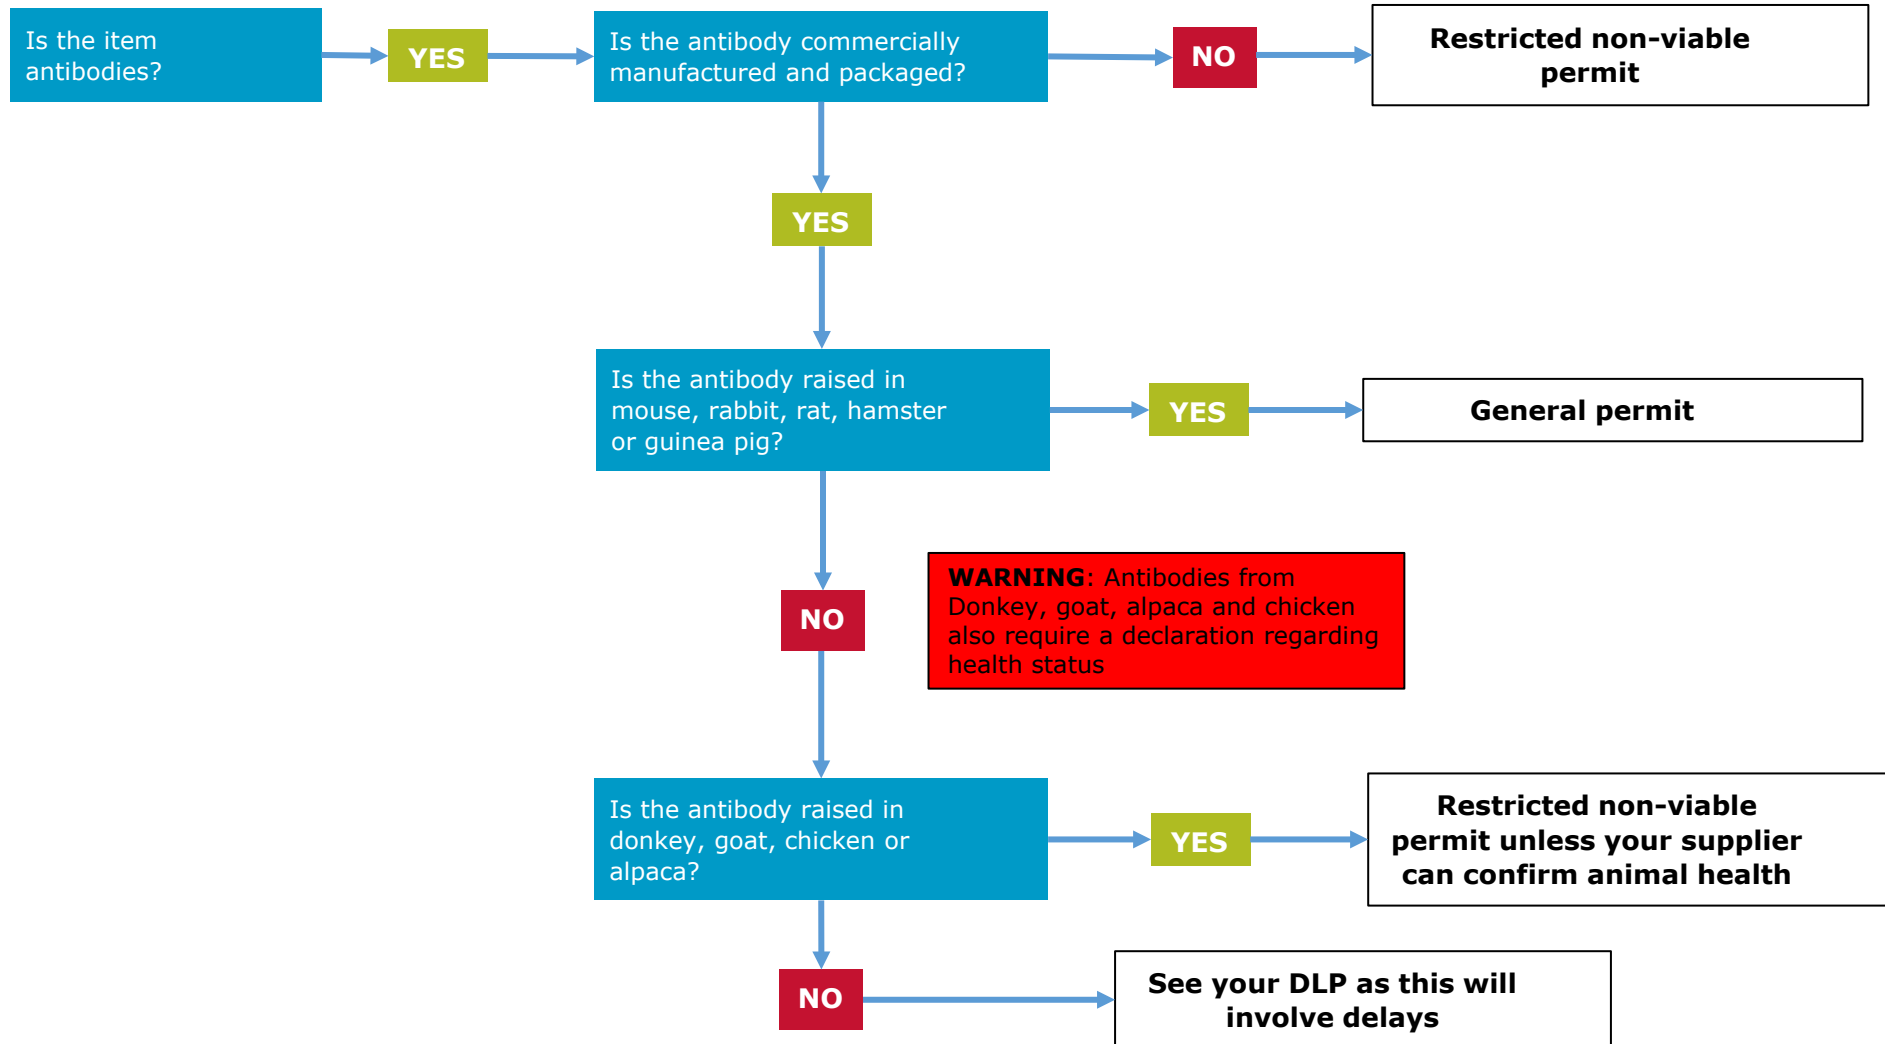 Is the item
antibodies?
YES
Is the antibody commercially
manufactured and packaged?
NO
Restricted non-viable
permit
YES
Is the antibody raised in
mouse, rabbit, rat, hamster
or guinea pig?
YES
General permit
NO
WARNING: Antibodies from
Donkey, goat, alpaca and chicken
also require a declaration regarding
health status
Is the antibody raised in
donkey, goat, chicken or
alpaca?
YES
Restricted non-viable
permit unless your supplier
can confirm animal health
NO
See your DLP as this will
involve delays